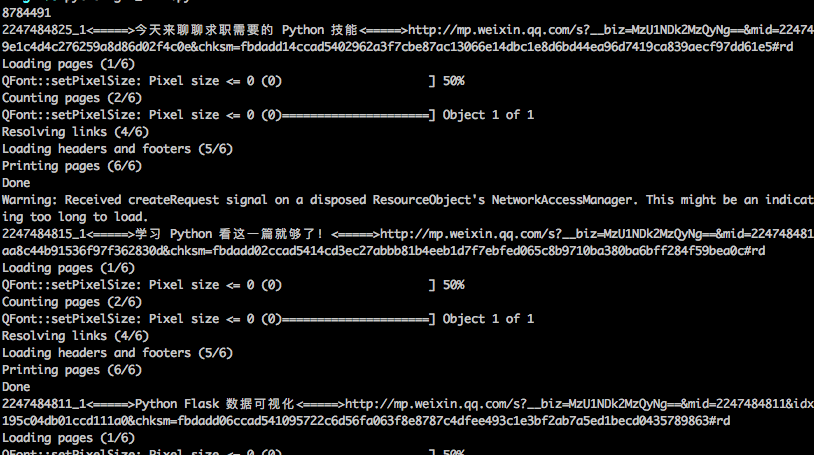 8784491
2247484825_1<=====>今天来聊聊求职需要的 Python 技能<=====>http://mp.weixin.qq.com/s?__biz=MzU1NDk2MzQyNg==&mid=22474
9e1c4d4c276259a8d86d02f4c0e&chksm=fbdadd14ccad5402962a3f7cbe87ac13066e14dbc1e8d6bd44ea96d7419ca839aecf97dd61e5#rd
Loading pages (1/6)
QFont::setPixelSize: Pixel size <= 0 (0)                     ] 50%
Counting pages (2/6)
QFont::setPixelSize: Pixel size <= 0 (0)=====================] Object 1 of 1
Resolving links (4/6)
Loading headers and footers (5/6)
Printing pages (6/6)
Done
Warning: Received createRequest signal on a disposed ResourceObject's NetworkAccessManager. This might be an indicat
ing too long to load.
2247484815_1<=====>学习 Python 看这一篇就够了！<=====>http://mp.weixin.qq.com/s?__biz=MzU1NDk2MzQyNg==&mid=224748481
aa8c44b91536f97f362830d&chksm=fbdadd02ccad5414cd3ec27abbb81b4eeb1d7f7ebfed065c8b9710ba380ba6bff284f59bea0c#rd
Loading pages (1/6)
QFont::setPixelSize: Pixel size <= 0 (0)                     ] 50%
Counting pages (2/6)
QFont::setPixelSize: Pixel size <= 0 (0)=====================] Object 1 of 1
Resolving links (4/6)
Loading headers and footers (5/6)
Printing pages (6/6)
Done
2247484811_1<=====>Python Flask 数据可视化<=====>http://mp.weixin.qq.com/s?__biz=MzU1NDk2MzQyNg==&mid=2247484811&idx
195c04db01ccd111a0&chksm=fbdadd06ccad541095722c6d56fa063f8e8787c4dfee493c1e3bf2ab7a5ed1becd0435789863#rd
Loading pages (1/6)
QFont::setPixelSize: Pixel size <= 0 (0)                     ] 50%